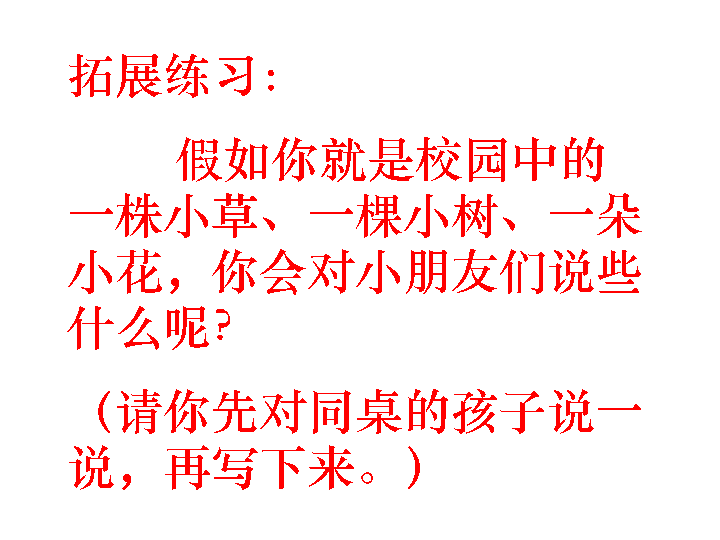 拓展练习：
假如你就是校园中的
一株小草、一棵小树、一朵
小花，你会对小朋友们说些
什么呢？
（请你先对同桌的孩子说一
说，再写下来。）